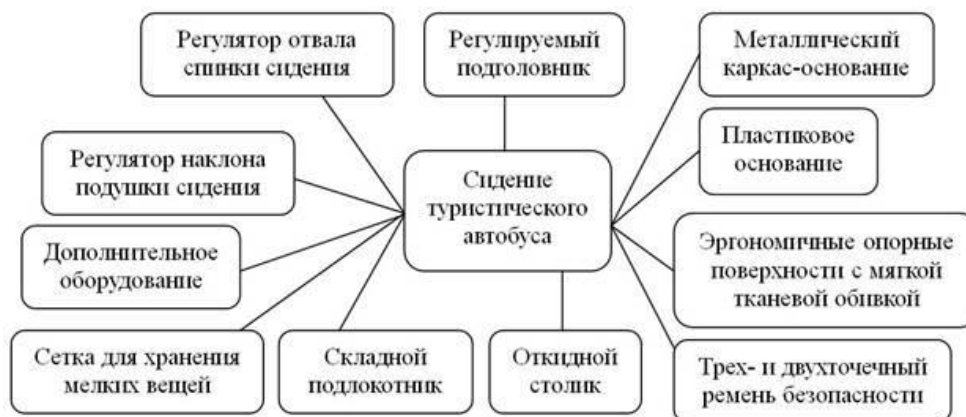 Регулятор отвала
спинки сидения
Регулируемый
подголовник
Металлический
каркас-основание
Пластиковое
основание
Регулятор наклона
подушки сидения
Сидение
туристического
автобуса
Дополнительное
оборудование
Эргономичные опорные
поверхности с мягкой
тканевой обивкой
Сетка для хранения
мелких вещей
Складной
подлокотник
Откидной
столик
Трех- и двухточечный
ремень безопасности